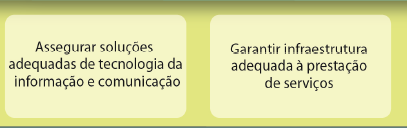 Assegurar soluções
adequadas de tecnologia da
informação e comunicação
Garantir infraestrutura
adequada à prestação
de serviços